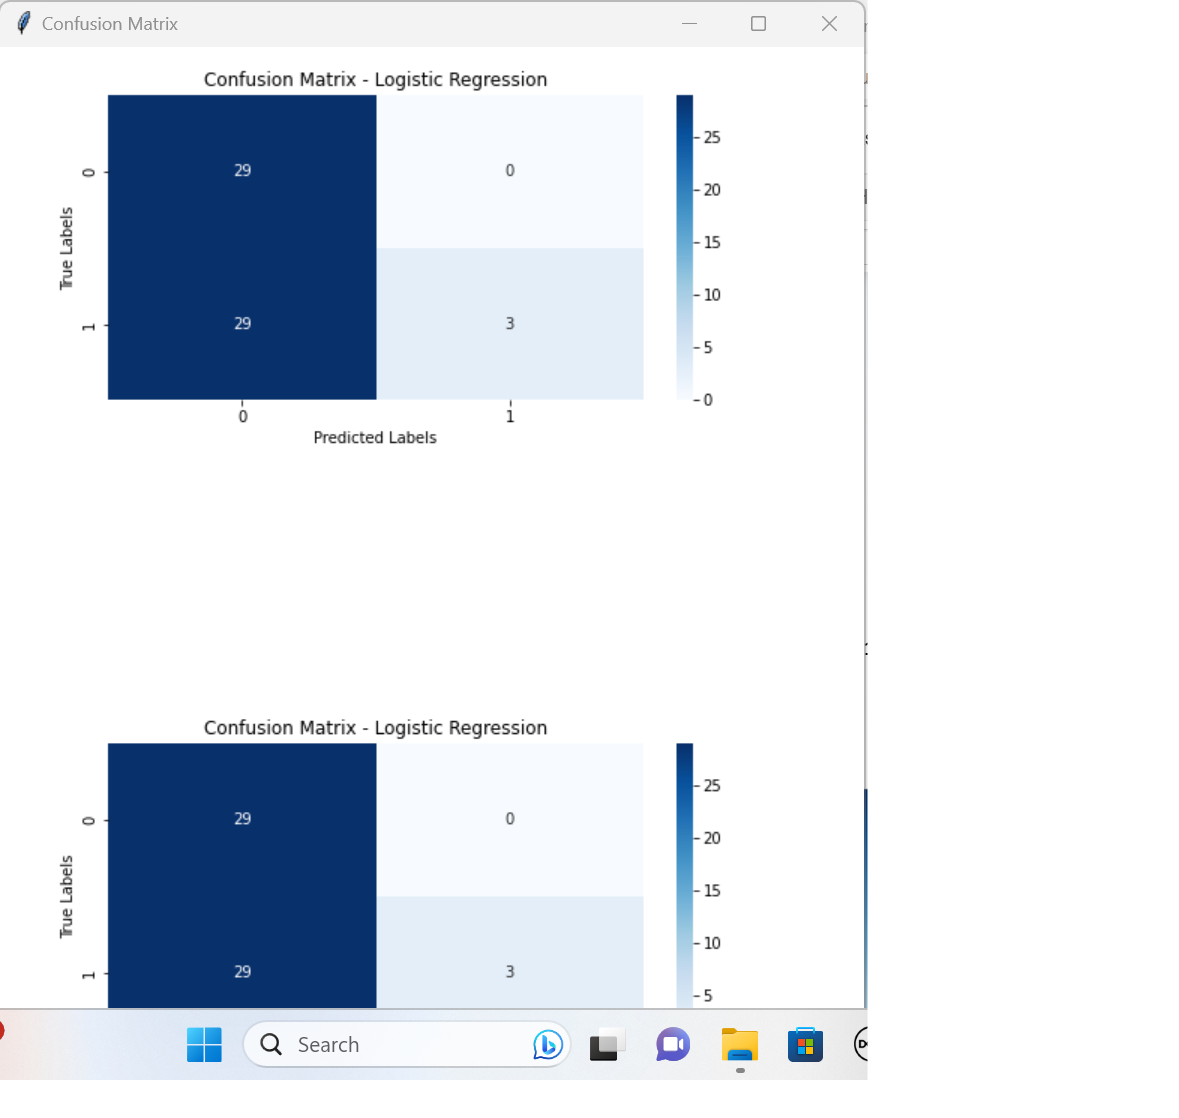 Confusion Matrix
Confusion Matrix - Logistic Regression
29 0
29 3
0
1
True Labels
0 1
Predicted Labels
25
20
15
10
5
0
Confusion Matrix - Logistic Regression
29 0
29 3
0
1
True Labels
25
20
15
10
5
Search